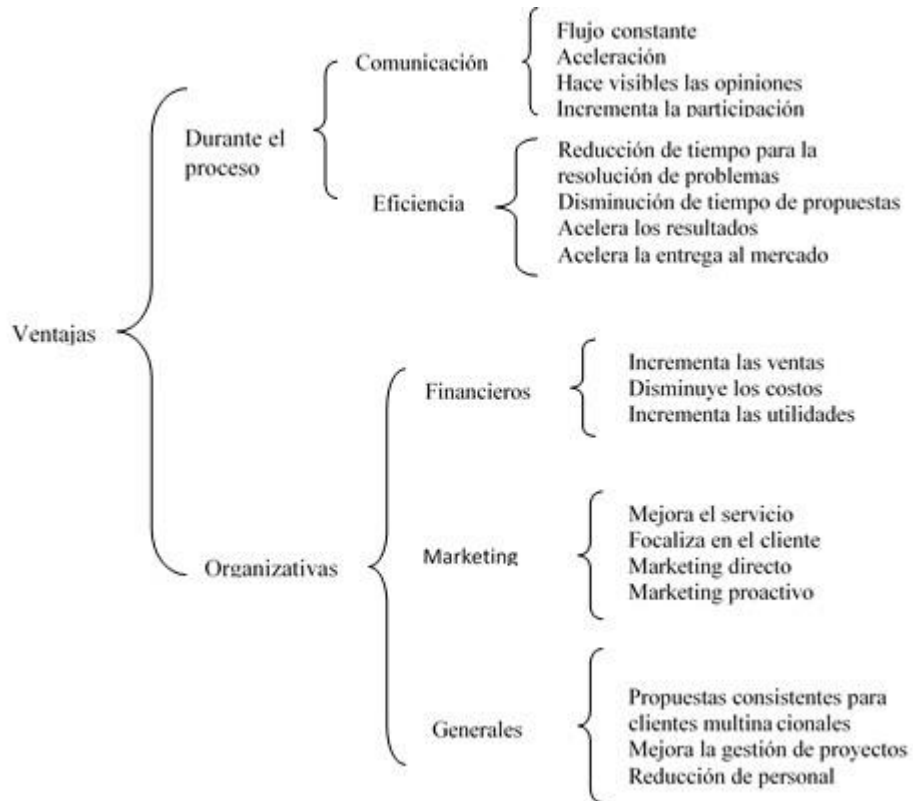 Ventajas
Durante el
proceso
Comunicación
Flujo constante
Aceleración
Hace visibles las opiniones
Incrementa la participación
Eficiencia
Reducción de tiempo para la
resolución de problemas
Disminución de tiempo de propuestas
Acelera los resultados
Acelera la entrega al mercado
Organizativas
Financieros
Incrementa las ventas
Disminuye los costos
Incrementa las utilidades
Marketing
Mejora el servicio
Focaliza en el cliente
Marketing directo
Marketing proactivo
Generales
Propuestas consistentes para
clientes multina cionales
Mejora la gestión de proyectos
Reducción de personal